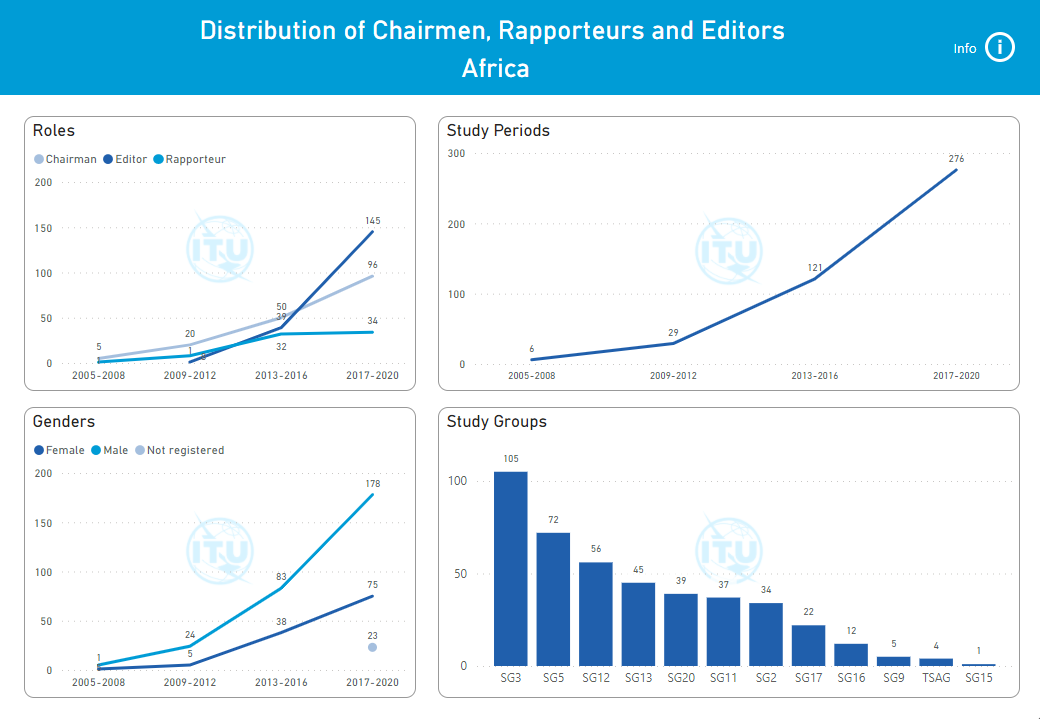 Distribution of Chairmen, Rapporteurs and Editors
Africa
Info
Roles
Chairman Editor Rapporteur
200
150
100
50
0
5
20
1
50
39
32
145
96
34
2005-2008 2009-2012 2013-2016 2017-2020
ITU
Study Periods
300
200
100
0
6
29
121
276
2005-2008 2009-2012 2013-2016 2017-2020
ITU
Genders
Female Male Not registered
200
150
100
50
0
1
24
5
83
38
178
75
23
2005-2008 2009-2012 2013-2016 2017-2020
ITU
Study Groups
100
50
0
105
72
56
45
39
37
34
22
12
5
4
1
SG3 SG5 SG12 SG13 SG20 SG11 SG2 SG17 SG16 SG9 TSAG SG15
ITU